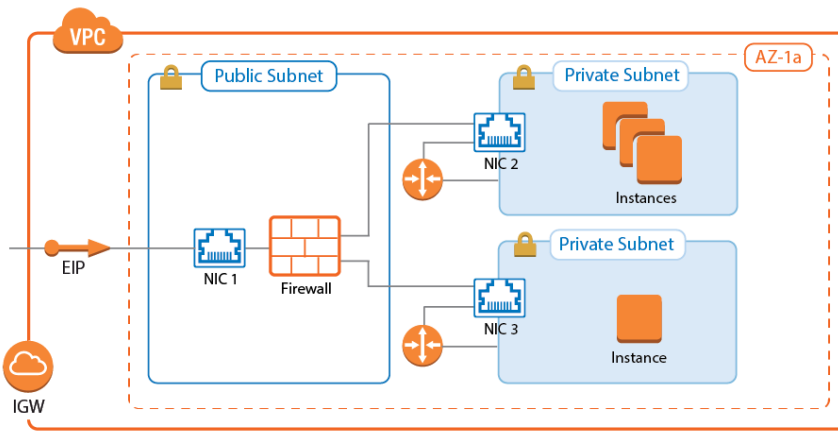 VPC
AZ-1a
Public Subnet
Private Subnet
NIC 2
Instances
EIP
NIC 1
Firewall
Private Subnet
NIC 3
Instance
IGW